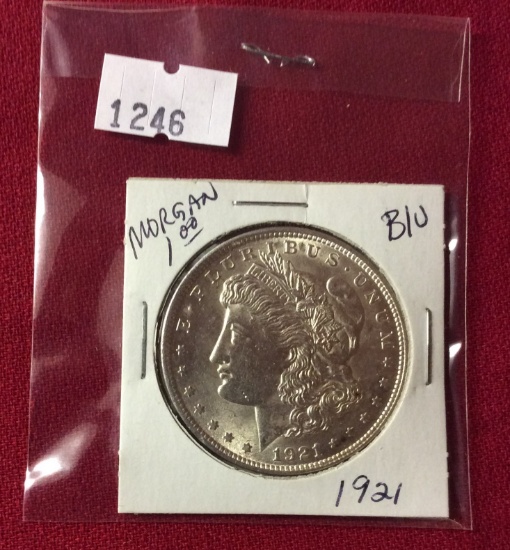 1246
MORGAN
1 00
B/U
E · PLURIBUS · UNUM
LIBERTY
1921
1921